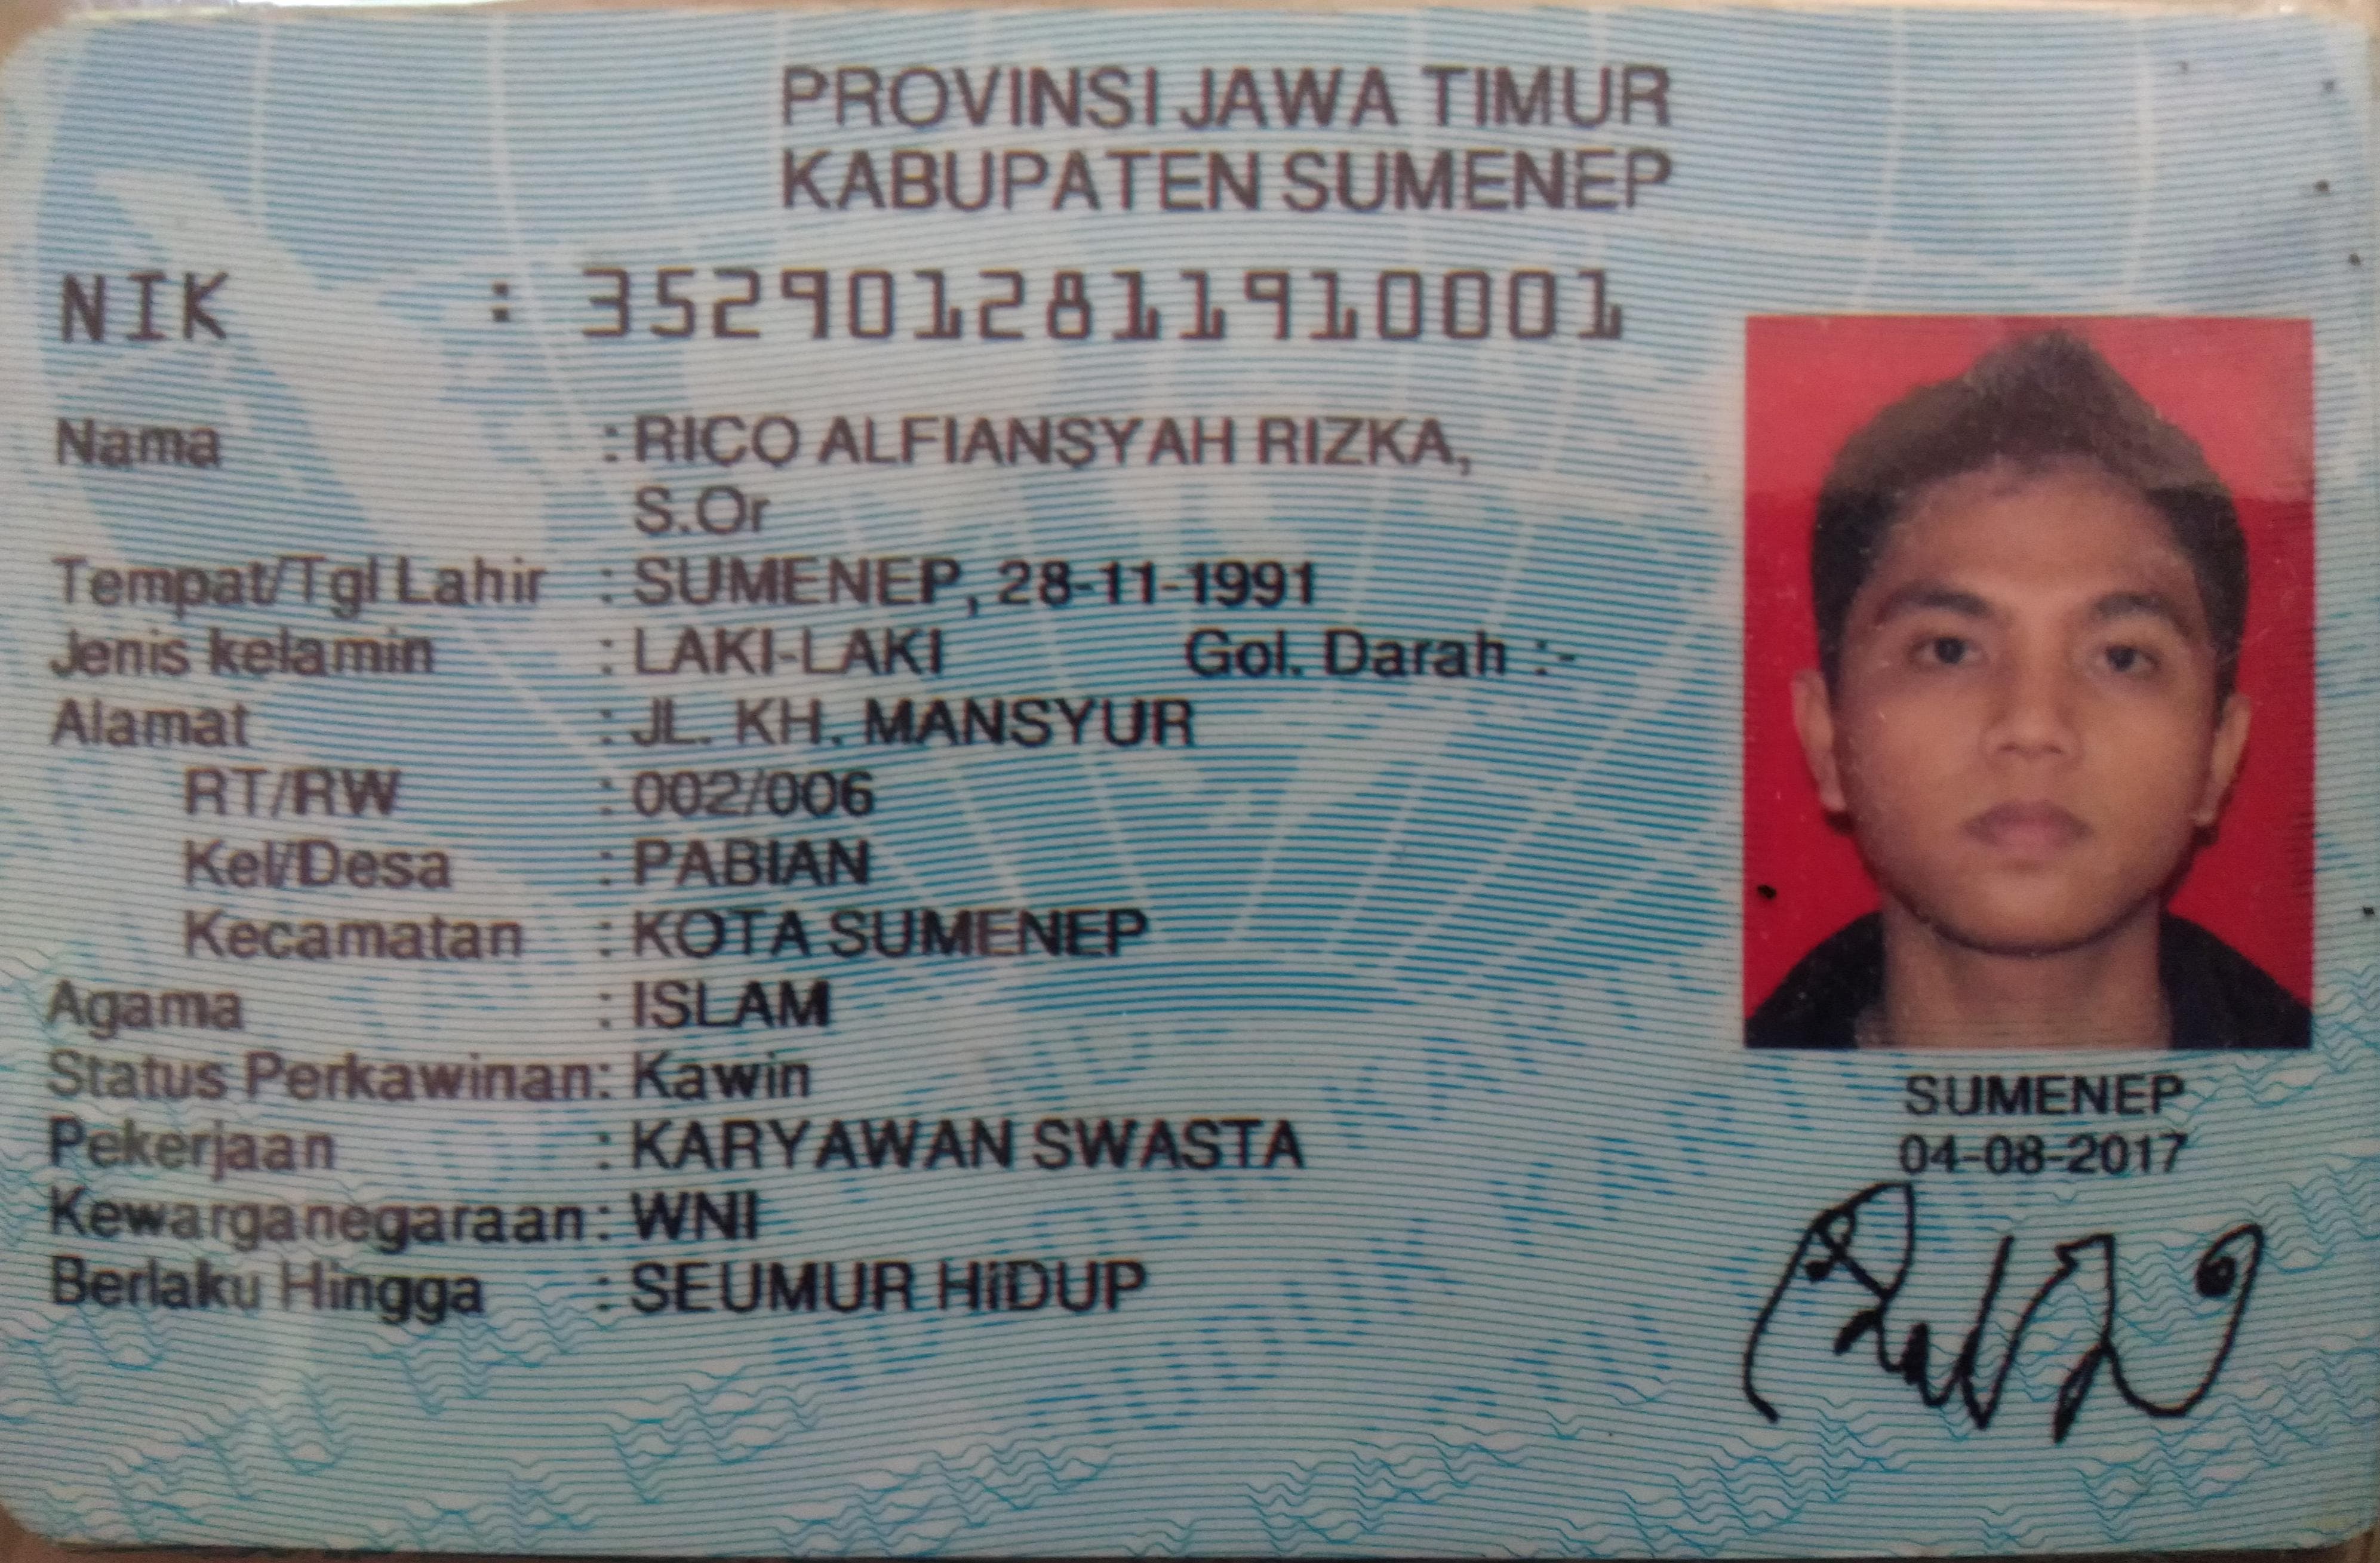 PROVINSI JAWA TIMUR
KABUPATEN SUMENEP
NIK : 3529012811910001
Nama : RICO ALFIANSYAH RIZKA,
S.Or
Tempat/Tgl Lahir : SUMENEP, 28-11-1991
Jenis kelamin : LAKI-LAKI Gol. Darah :-
Alamat : JL. KH. MANSYUR
RT/RW : 002/006
Kel/Desa : PABIAN
Kecamatan : KOTA SUMENEP
Agama : ISLAM
Status Perkawinan: Kawin
Pekerjaan : KARYAWAN SWASTA
Kewarganegaraan: WNI
Berlaku Hingga : SEUMUR HIDUP
SUMENEP
04-08-2017